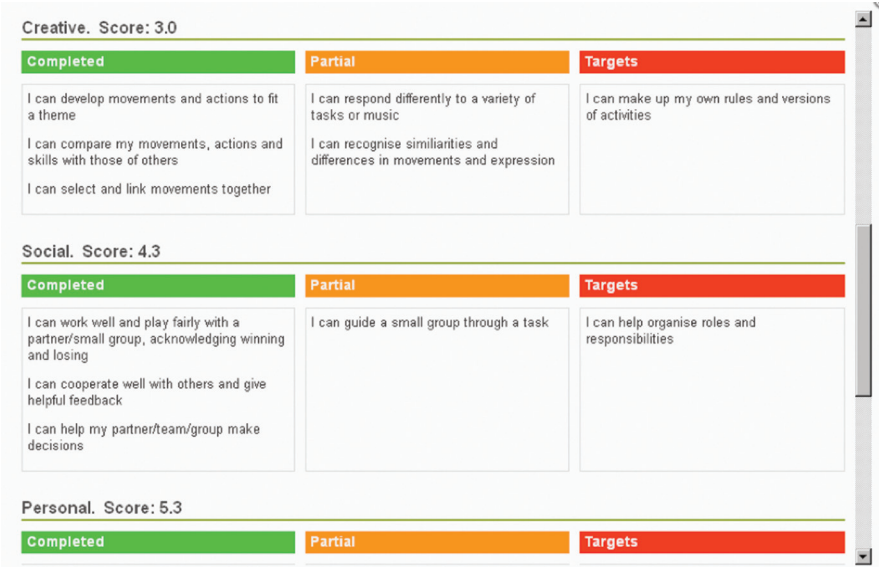 Creative. Score: 3.0
Completed
Partial
Targets
I can develop movements and actions to fit
a theme
I can compare my movements, actions and
skills with those of others
I can select and link movements together
I can respond differently to a variety of
tasks or music
I can recognise similiarities and
differences in movements and expression
I can make up my own rules and versions
of activities
Social. Score: 4.3
Completed
Partial
Targets
I can work well and play fairly with a
partner/small group, acknowledging winning
and losing
I can cooperate well with others and give
helpful feedback
I can help my partner/team/group make
decisions
I can guide a small group through a task
I can help organise roles and
responsibilities
Personal. Score: 5.3
Completed
Partial
Targets